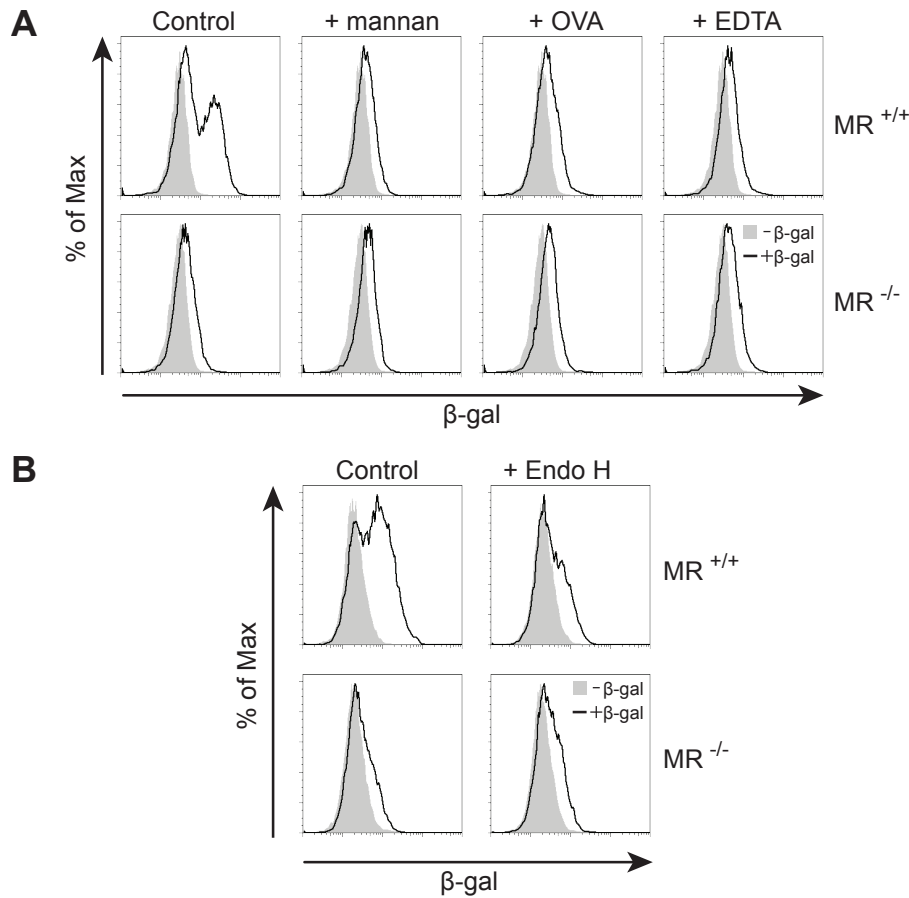 A
Control
+ mannan
+ OVA
+ EDTA
MR +/+
% of Max
-β-gal
+β-gal
MR -/-
β-gal
B
Control
+ Endo H
MR +/+
% of Max
-β-gal
+β-gal
MR -/-
β-gal